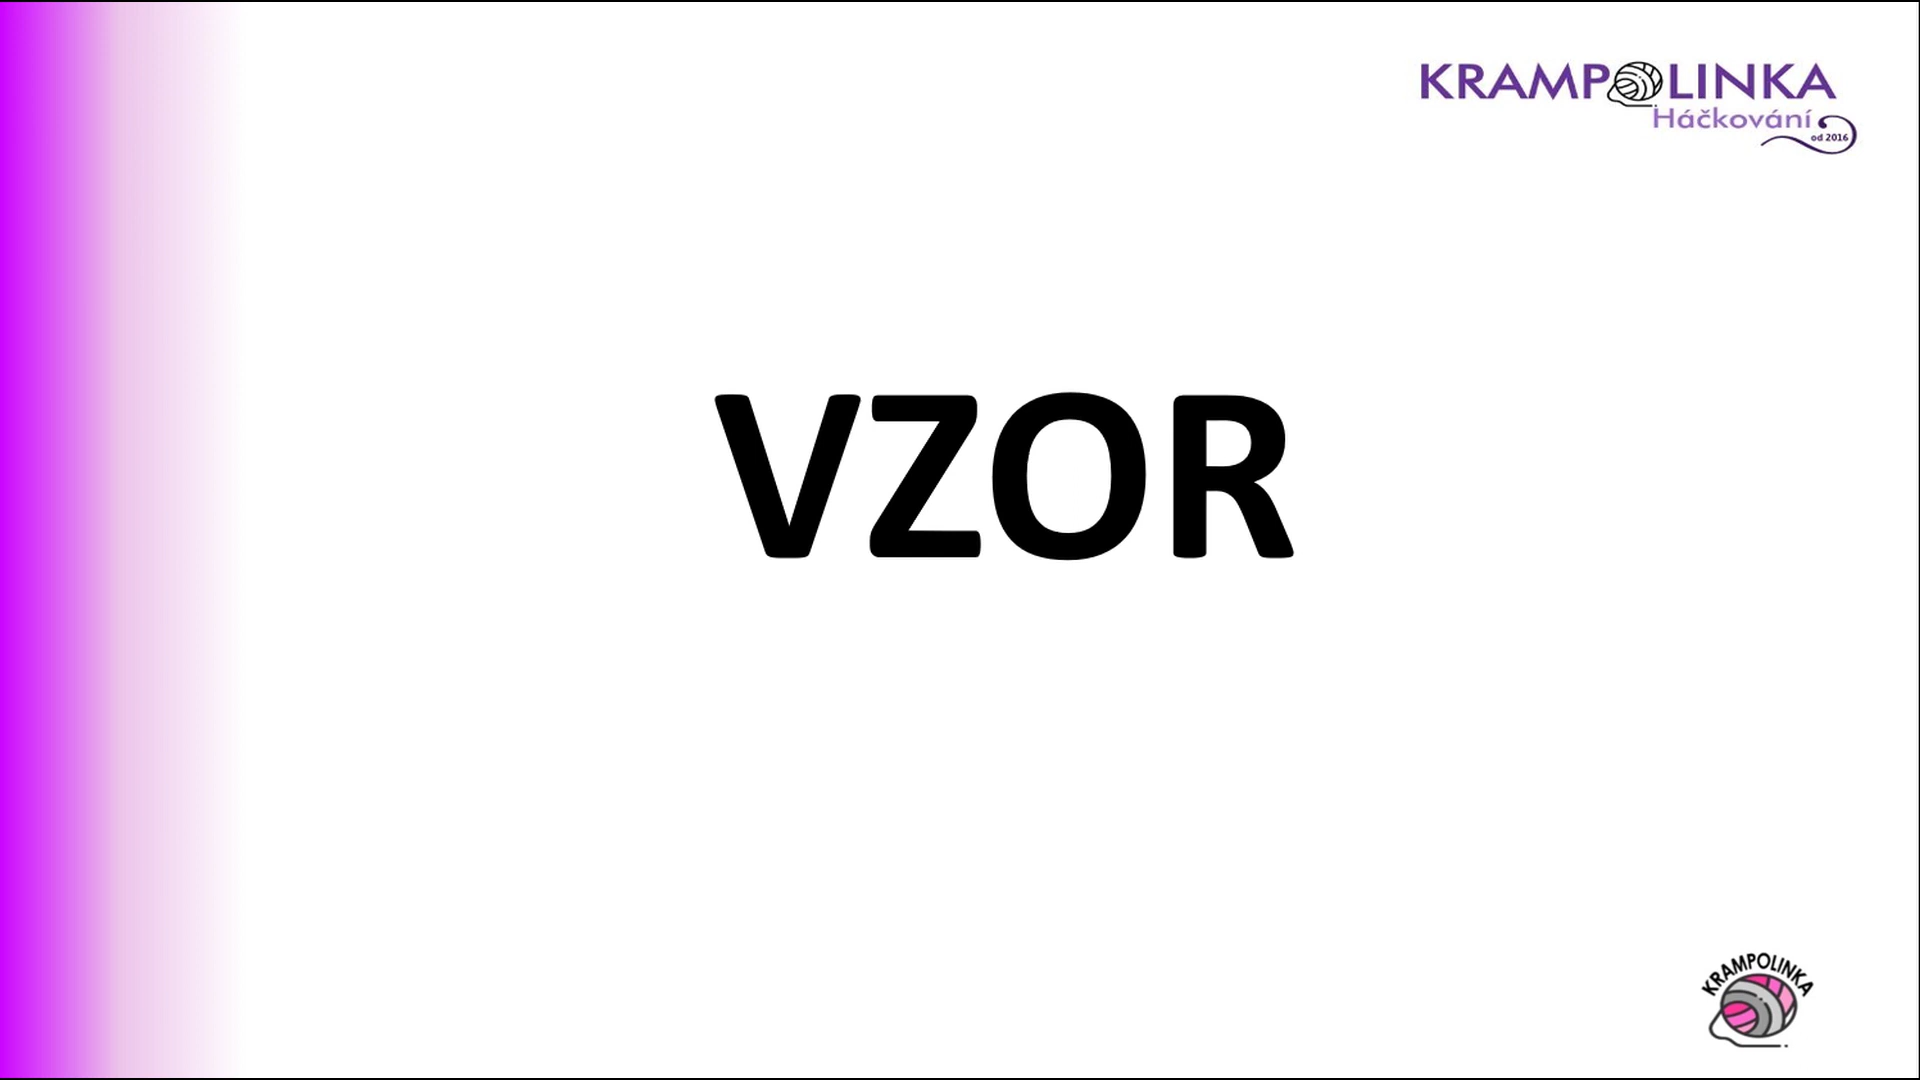 KRAMPOLINKA
Háčkování
od 2016
VZOR
KRAMPOLINKA